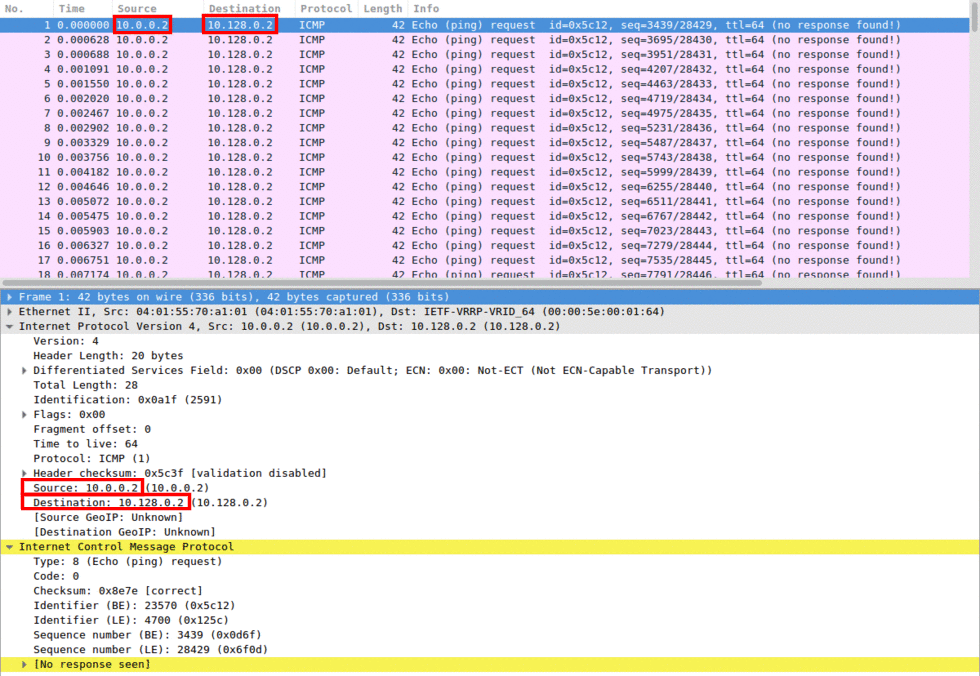 No. Time Source Destination Protocol Length Info
1 0.000000 10.0.0.2 10.128.0.2 ICMP 42 Echo (ping) request id=0x5c12, seq=3439/28429, ttl=64 (no response found!)
2 0.000628 10.0.0.2 10.128.0.2 ICMP 42 Echo (ping) request id=0x5c12, seq=3695/28430, ttl=64 (no response found!)
3 0.000688 10.0.0.2 10.128.0.2 ICMP 42 Echo (ping) request id=0x5c12, seq=3951/28431, ttl=64 (no response found!)
4 0.001091 10.0.0.2 10.128.0.2 ICMP 42 Echo (ping) request id=0x5c12, seq=4207/28432, ttl=64 (no response found!)
5 0.001550 10.0.0.2 10.128.0.2 ICMP 42 Echo (ping) request id=0x5c12, seq=4463/28433, ttl=64 (no response found!)
6 0.002020 10.0.0.2 10.128.0.2 ICMP 42 Echo (ping) request id=0x5c12, seq=4719/28434, ttl=64 (no response found!)
7 0.002467 10.0.0.2 10.128.0.2 ICMP 42 Echo (ping) request id=0x5c12, seq=4975/28435, ttl=64 (no response found!)
8 0.002902 10.0.0.2 10.128.0.2 ICMP 42 Echo (ping) request id=0x5c12, seq=5231/28436, ttl=64 (no response found!)
9 0.003329 10.0.0.2 10.128.0.2 ICMP 42 Echo (ping) request id=0x5c12, seq=5487/28437, ttl=64 (no response found!)
10 0.003756 10.0.0.2 10.128.0.2 ICMP 42 Echo (ping) request id=0x5c12, seq=5743/28438, ttl=64 (no response found!)
11 0.004182 10.0.0.2 10.128.0.2 ICMP 42 Echo (ping) request id=0x5c12, seq=5999/28439, ttl=64 (no response found!)
12 0.004646 10.0.0.2 10.128.0.2 ICMP 42 Echo (ping) request id=0x5c12, seq=6255/28440, ttl=64 (no response found!)
13 0.005072 10.0.0.2 10.128.0.2 ICMP 42 Echo (ping) request id=0x5c12, seq=6511/28441, ttl=64 (no response found!)
14 0.005475 10.0.0.2 10.128.0.2 ICMP 42 Echo (ping) request id=0x5c12, seq=6767/28442, ttl=64 (no response found!)
15 0.005903 10.0.0.2 10.128.0.2 ICMP 42 Echo (ping) request id=0x5c12, seq=7023/28443, ttl=64 (no response found!)
16 0.006327 10.0.0.2 10.128.0.2 ICMP 42 Echo (ping) request id=0x5c12, seq=7279/28444, ttl=64 (no response found!)
17 0.006751 10.0.0.2 10.128.0.2 ICMP 42 Echo (ping) request id=0x5c12, seq=7535/28445, ttl=64 (no response found!)
18 0.007174 10.0.0.2 10.128.0.2 ICMP 42 Echo (ping) request id=0x5c12, seq=7791/28446, ttl=64 (no response found!)
Frame 1: 42 bytes on wire (336 bits), 42 bytes captured (336 bits)
Ethernet II, Src: 04:01:55:70:a1:01 (04:01:55:70:a1:01), Dst: IETF-VRRP-VRID_64 (00:00:5e:00:01:64)
Internet Protocol Version 4, Src: 10.0.0.2 (10.0.0.2), Dst: 10.128.0.2 (10.128.0.2)
Version: 4
Header Length: 20 bytes
Differentiated Services Field: 0x00 (DSCP 0x00: Default; ECN: 0x00: Not-ECT (Not ECN-Capable Transport))
Total Length: 28
Identification: 0x0a1f (2591)
Flags: 0x00
Fragment offset: 0
Time to live: 64
Protocol: ICMP (1)
Header checksum: 0x5c3f [validation disabled]
Source: 10.0.0.2 (10.0.0.2)
Destination: 10.128.0.2 (10.128.0.2)
[Source GeoIP: Unknown]
[Destination GeoIP: Unknown]
Internet Control Message Protocol
Type: 8 (Echo (ping) request)
Code: 0
Checksum: 0x8e7e [correct]
Identifier (BE): 23570 (0x5c12)
Identifier (LE): 4700 (0x125c)
Sequence number (BE): 3439 (0x0d6f)
Sequence number (LE): 28429 (0x6f0d)
[No response seen]